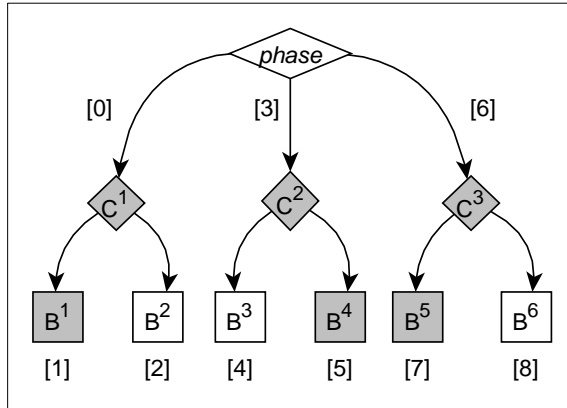 phase
[0] [3] [6]
C¹ C² C³
B¹ B² B³ B⁴ B⁵ B⁶
[1] [2] [4] [5] [7] [8]